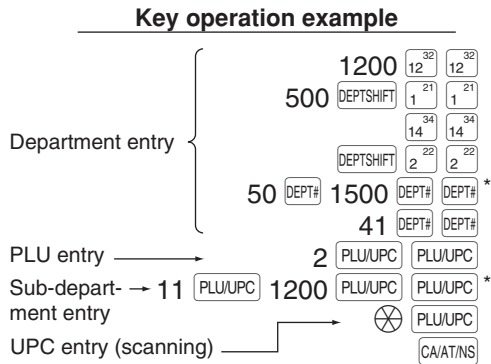 Key operation example
1200 12 32 12 32
500 DEPTSHIFT 1 21 1 21
14 34 14 34
Department entry
DEPTSHIFT 2 22 2 22
50 DEPT# 1500 DEPT# DEPT# *
41 DEPT# DEPT#
PLU entry 2 PLU/UPC PLU/UPC
Sub-depart- 11 PLU/UPC 1200 PLU/UPC PLU/UPC *
ment entry
PLU/UPC
UPC entry (scanning) CA/AT/NS